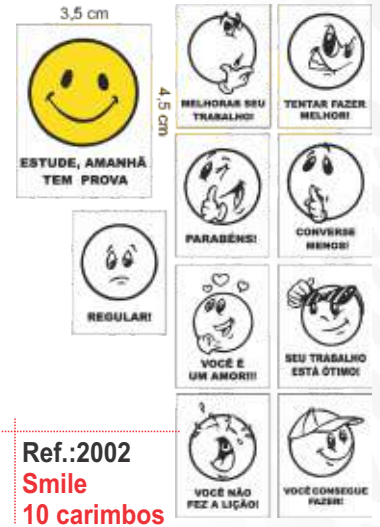 3,5 cm
4,5 cm
ESTUDE, AMANHÃ
TEM PROVA
REGULAR!
MELHORAR SEU
TRABALHO!
TENTAR FAZER
MELHOR!
PARABÉNS!
CONVERSE
MENOS!
VOCÊ É
UM AMOR!!!
SEU TRABALHO
ESTÁ ÓTIMO!
VOCÊ NÃO
FEZ A LIÇÃO!
VOCÊ CONSEGUE
FAZER!
Ref.:2002
Smile
10 carimbos